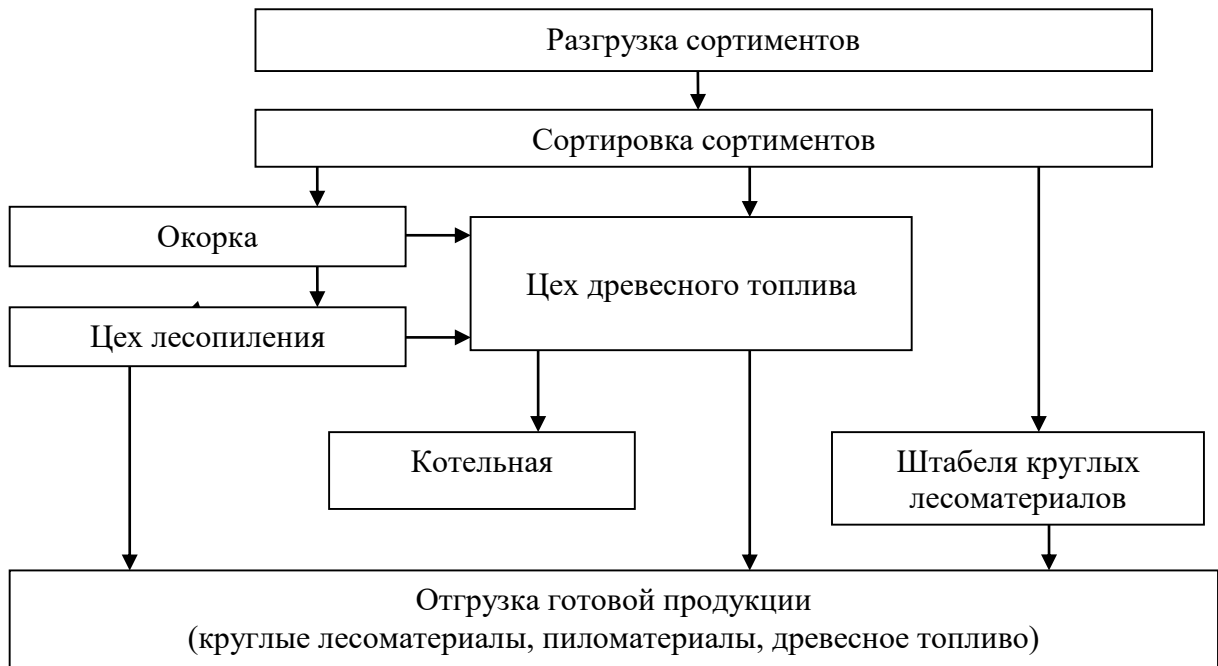 Разгрузка сортиментов
Сортировка сортиментов
Окорка
Цех древесного топлива
Цех лесопиления
Котельная
Штабеля круглых
лесоматериалов
Отгрузка готовой продукции
(круглые лесоматериалы, пиломатериалы, древесное топливо)